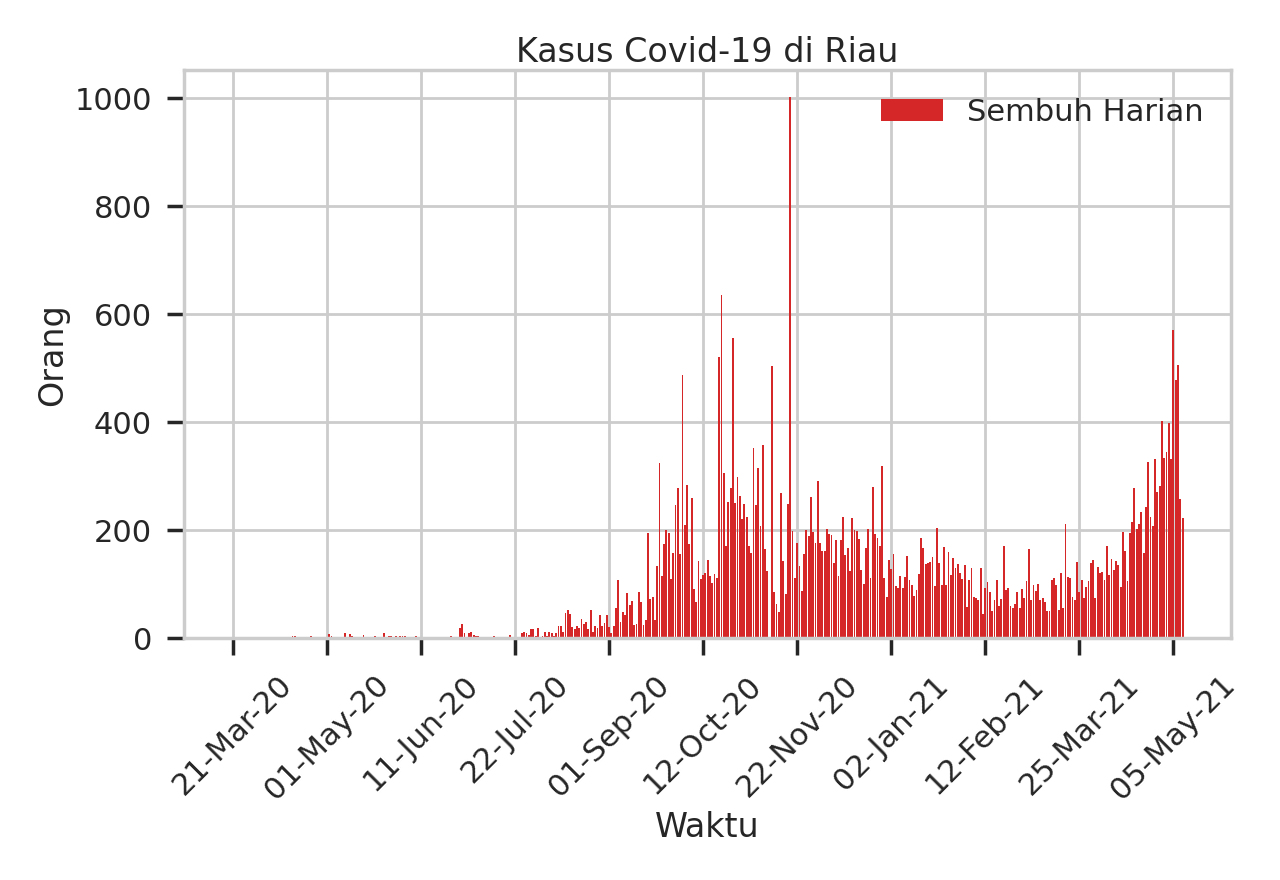 Kasus Covid-19 di Riau
Sembuh Harian
Orang
1000
800
600
400
200
0
21-Mar-20
01-May-20
11-Jun-20
22-Jul-20
01-Sep-20
12-Oct-20
22-Nov-20
02-Jan-21
12-Feb-21
25-Mar-21
05-May-21
Waktu